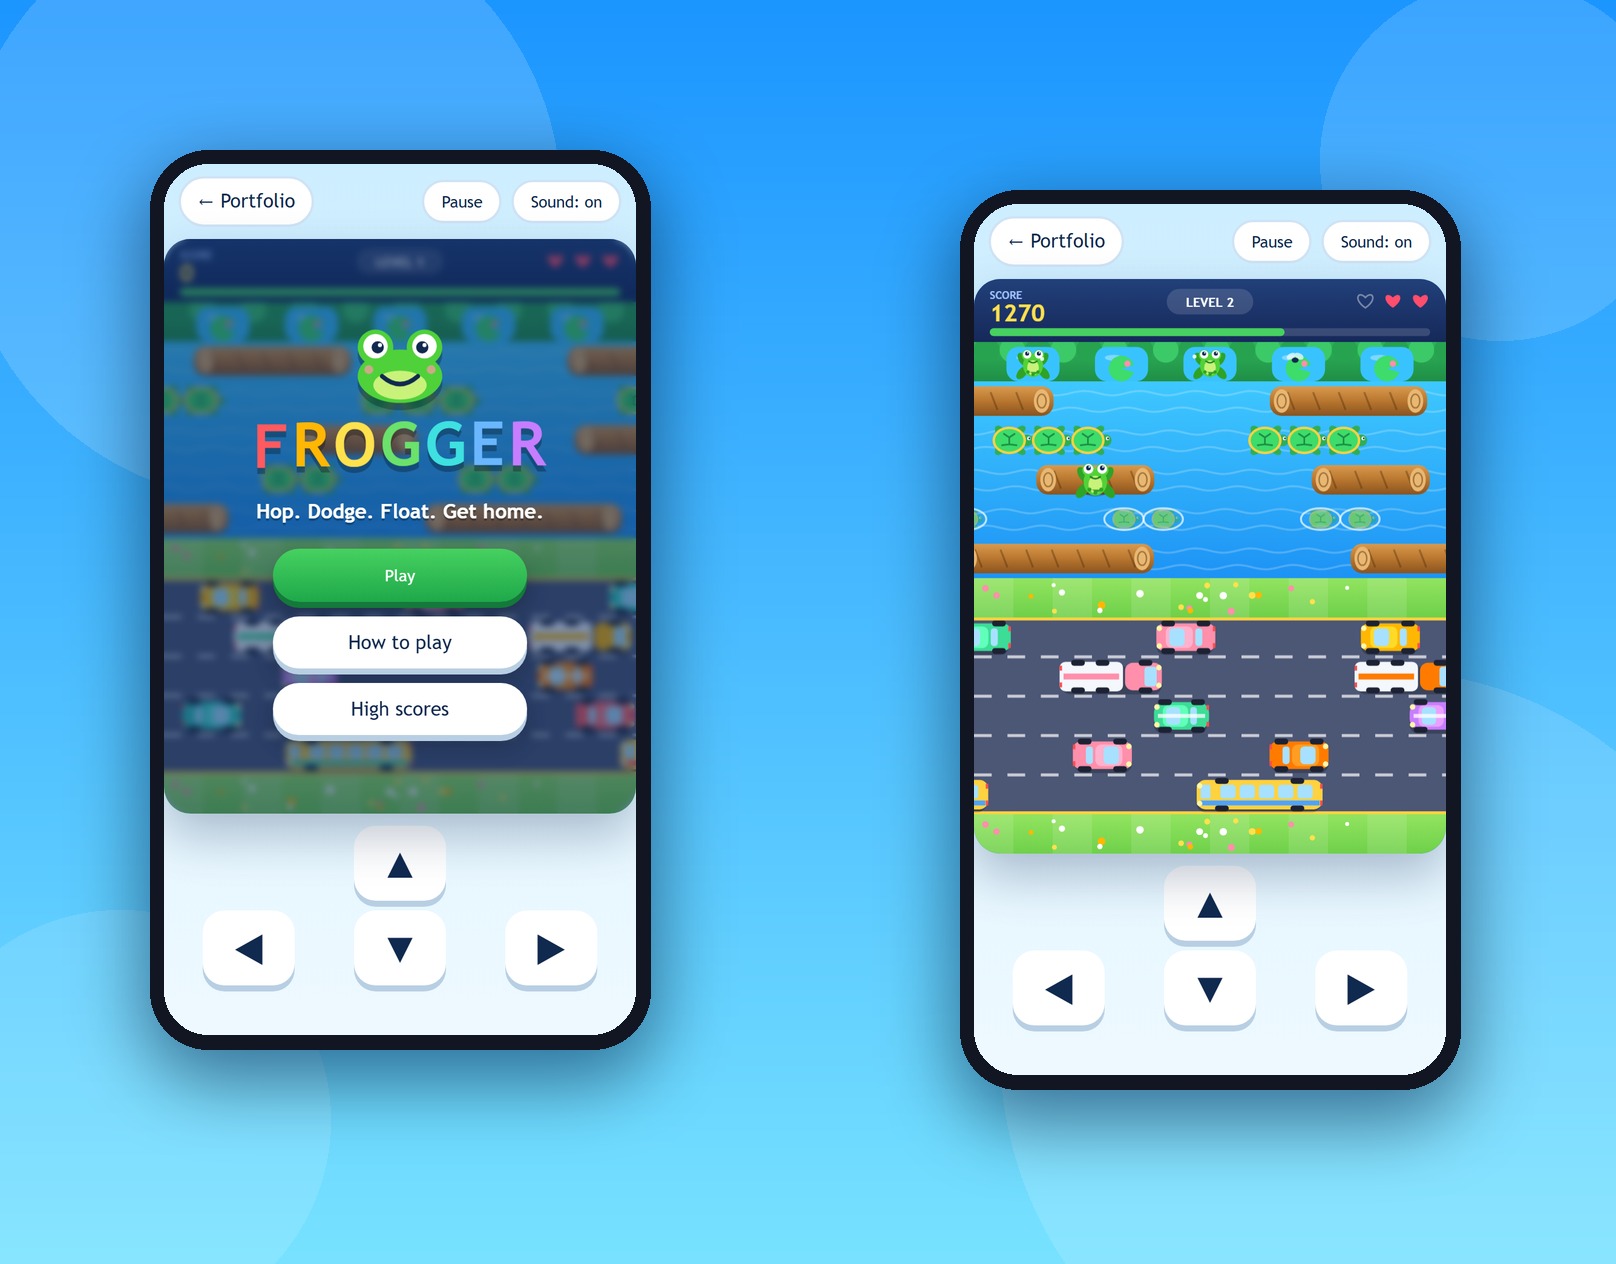 ← Portfolio
Pause
Sound: on
FROGGER
Hop. Dodge. Float. Get home.
Play
How to play
High scores
← Portfolio
Pause
Sound: on
SCORE
1270
LEVEL 2